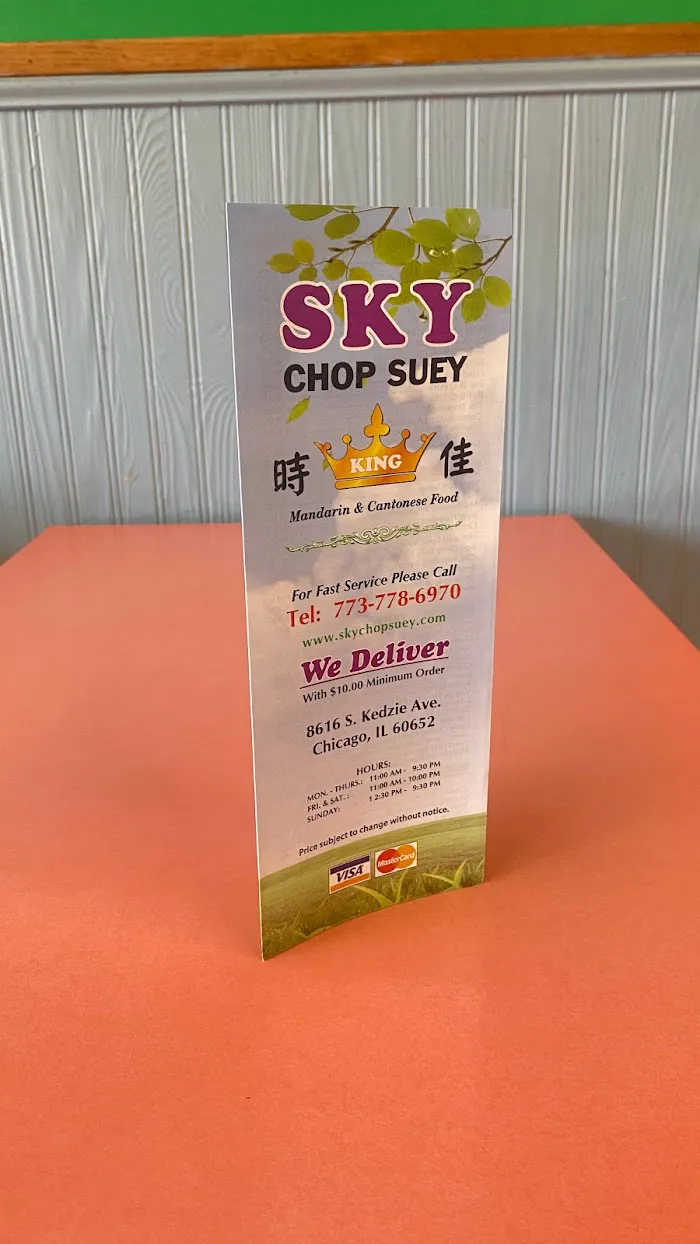 SKY
CHOP SUEY
時 KING 佳
Mandarin & Cantonese Food
For Fast Service Please Call
Tel: 773-778-6970
www.skychopsuey.com
We Deliver
With $10.00 Minimum Order
8616 S. Kedzie Ave.
Chicago, IL 60652
HOURS:
MON. - THURS.: 11:00 AM - 9:30 PM
FRI. & SAT. : 11:00 AM - 10:00 PM
SUNDAY: 12:30 PM - 9:30 PM
Price subject to change without notice.
VISA MasterCard